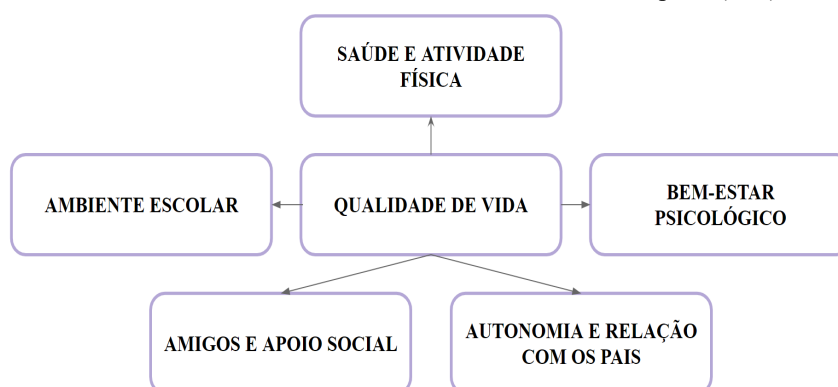 SAÚDE E ATIVIDADE
FÍSICA
AMBIENTE ESCOLAR
QUALIDADE DE VIDA
BEM-ESTAR
PSICOLÓGICO
AMIGOS E APOIO SOCIAL
AUTONOMIA E RELAÇÃO
COM OS PAIS